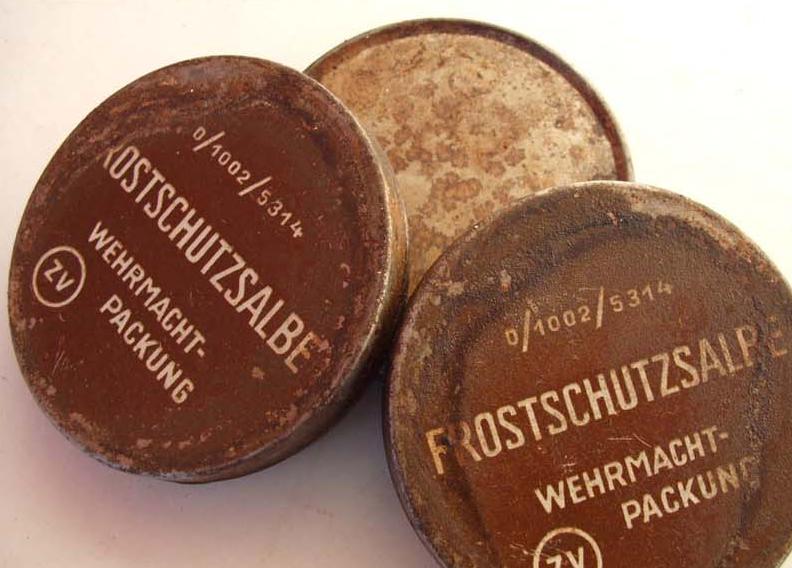 0/1002/5314
ROSTSCHUTZSALBE
WEHRMACHT-
PACKUNG
ZV
0/1002/5314
FROSTSCHUTZSALBE
WEHRMACHT-
PACKUNG
ZV